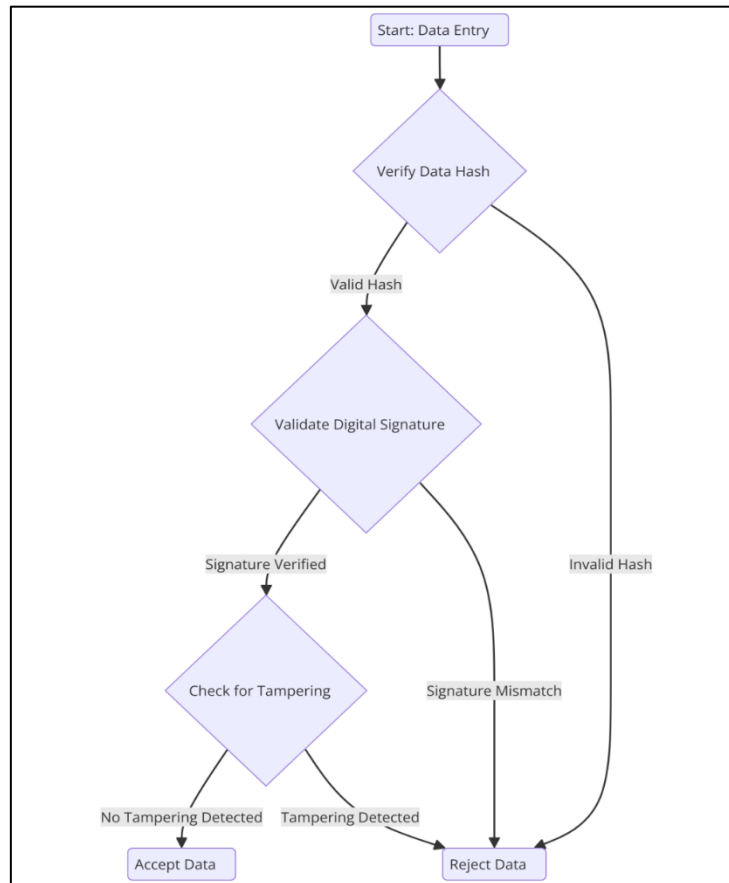 Start: Data Entry
Verify Data Hash
Valid Hash
Validate Digital Signature
Signature Verified
Invalid Hash
Check for Tampering
Signature Mismatch
No Tampering Detected
Tampering Detected
Accept Data
Reject Data